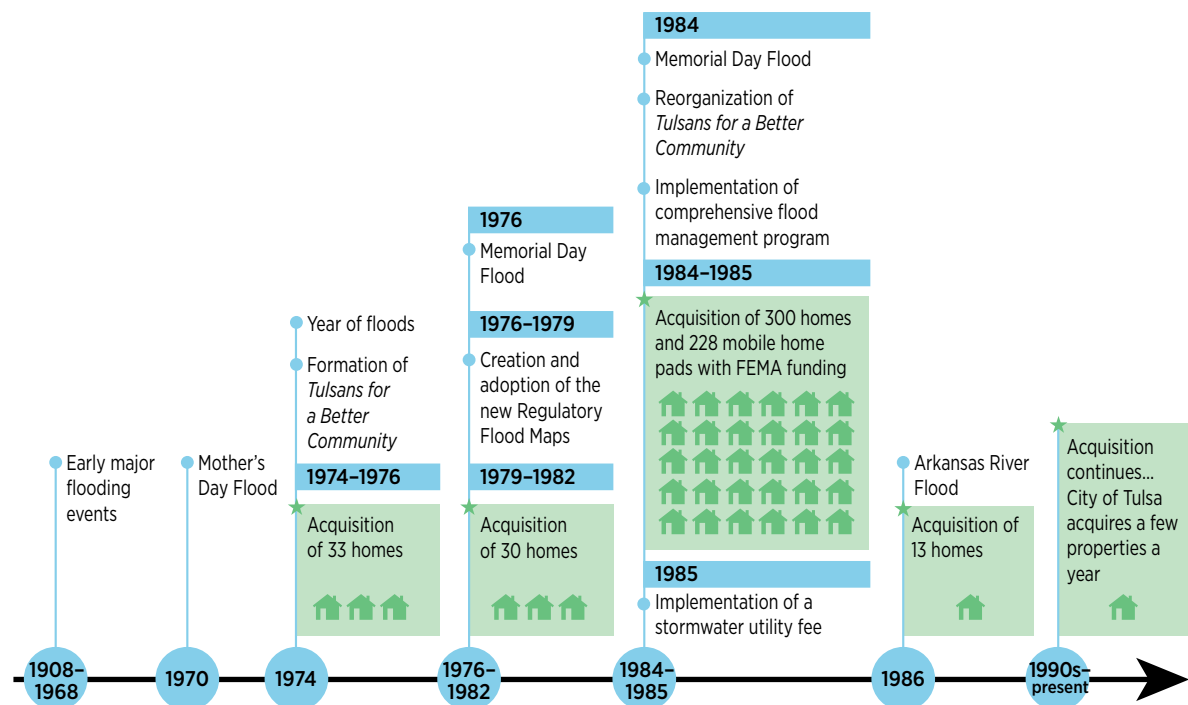 1908–
1968
Early major
flooding
events
1970
Mother's
Day Flood
1974
Year of floods
Formation of
Tulsans for
a Better
Community
1974–1976
Acquisition
of 33 homes
1976–
1982
1976
Memorial Day
Flood
1976–1979
Creation and
adoption of the
new Regulatory
Flood Maps
1979–1982
Acquisition
of 30 homes
1984–
1985
1984
Memorial Day Flood
Reorganization of
Tulsans for a Better
Community
Implementation of
comprehensive flood
management program
1984–1985
Acquisition of 300 homes
and 228 mobile home
pads with FEMA funding
1985
Implementation of a
stormwater utility fee
1986
Arkansas River
Flood
Acquisition of
13 homes
1990s–
present
Acquisition
continues...
City of Tulsa
acquires a few
properties a
year